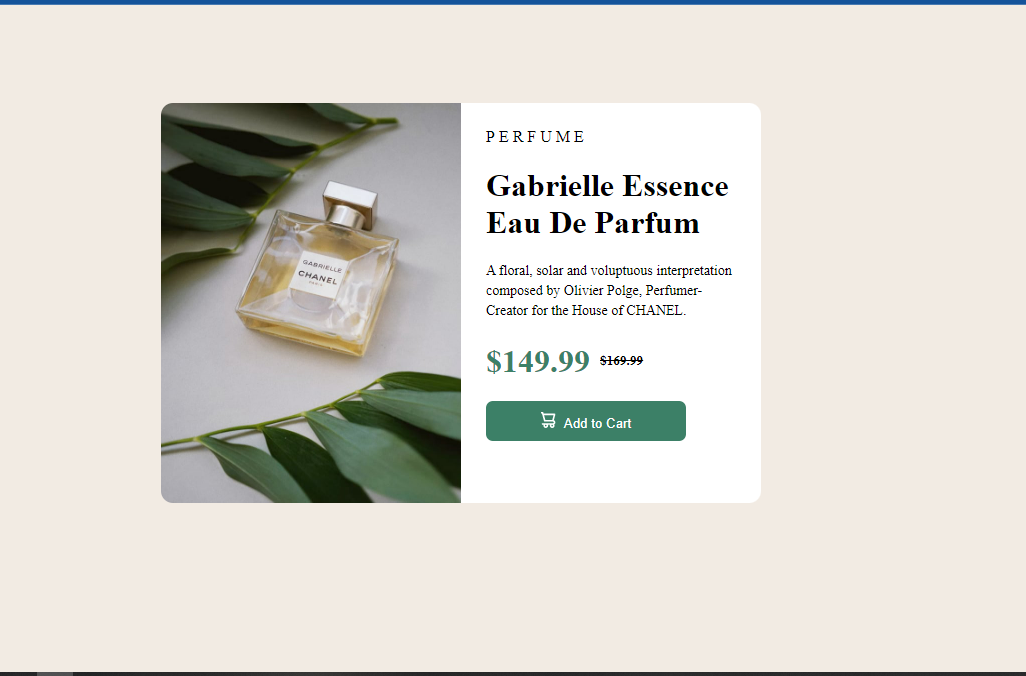 PERFUME
Gabrielle Essence
Eau De Parfum
A floral, solar and voluptuous interpretation
composed by Olivier Polge, Perfumer-
Creator for the House of CHANEL.
$149.99 $169.99
Add to Cart
GABRIELLE
CHANEL
PARIS